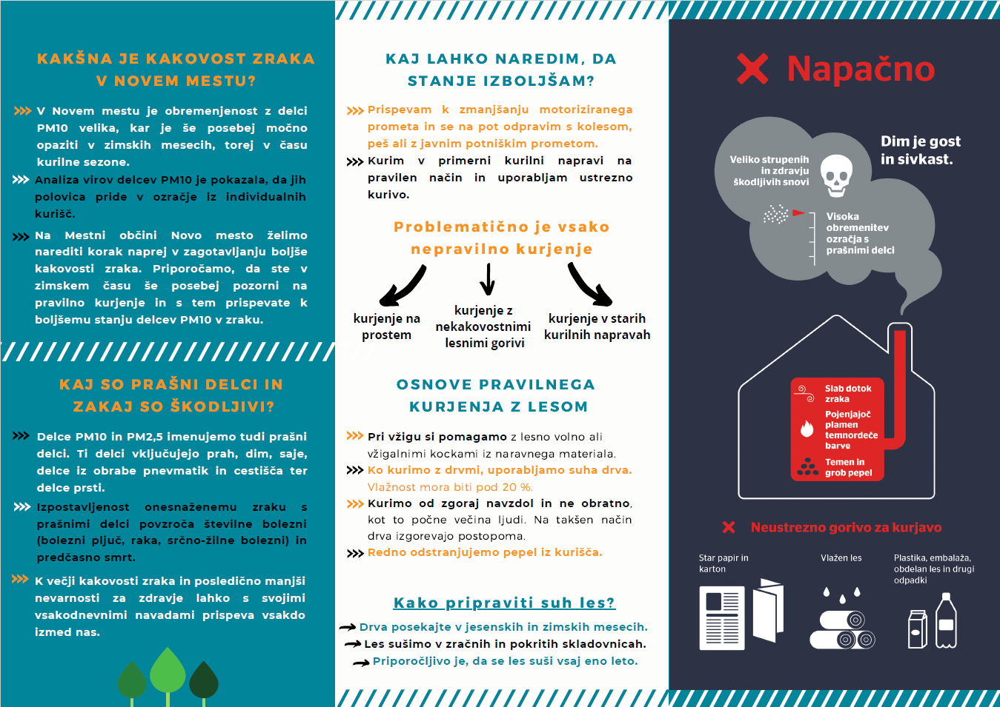 KAKŠNA JE KAKOVOST ZRAKA
V NOVEM MESTU?
V Novem mestu je obremenjenost z delci
PM10 velika, kar je še posebej močno
opaziti v zimskih mesecih, torej v času
kurilne sezone.
Analiza virov delcev PM10 je pokazala, da jih
polovica pride v ozračje iz individualnih
kurišč.
Na Mestni občini Novo mesto želimo
narediti korak naprej v zagotavljanju boljše
kakovosti zraka. Priporočamo, da ste v
zimskem času še posebej pozorni na
pravilno kurjenje in s tem prispevate k
boljšemu stanju delcev PM10 v zraku.
KAJ SO PRAŠNI DELCI IN
ZAKAJ SO ŠKODLJIVI?
Delce PM10 in PM2,5 imenujemo tudi prašni
delci. Ti delci vključujejo prah, dim, saje,
delce iz obrabe pnevmatik in cestišča ter
delce prsti.
Izpostavljenost onesnaženemu zraku s
prašnimi delci povzroča številne bolezni
(bolezni pljuč, raka, srčno-žilne bolezni) in
predčasno smrt.
K večji kakovosti zraka in posledično manjši
nevarnosti za zdravje lahko s svojimi
vsakodnevnimi navadami prispeva vsakdo
izmed nas.
KAJ LAHKO NAREDIM, DA
STANJE IZBOLJŠAM?
Prispevam k zmanjšanju motoriziranega
prometa in se na pot odpravim s kolesom,
peš ali z javnim potniškim prometom.
Kurim v primerni kurilni napravi na
pravilen način in uporabljam ustrezno
kurivo.
Problematično je vsako
nepravilno kurjenje
kurjenje na
prostem
kurjenje z
nekakovostnimi
lesnimi gorivi
kurjenje v starih
kurilnih napravah
OSNOVE PRAVILNEGA
KURJENJA Z LESOM
Pri vžigu si pomagamo z lesno volno ali
vžigalnimi kockami iz naravnega materiala.
Ko kurimo z drvmi, uporabljamo suha drva.
Vlažnost mora biti pod 20 %.
Kurimo od zgoraj navzdol in ne obratno,
kot to počne večina ljudi. Na takšen način
drva izgorevajo postopoma.
Redno odstranjujemo pepel iz kurišča.
Kako pripraviti suh les?
Drva posekajte v jesenskih in zimskih mesecih.
Les sušimo v zračnih in pokritih skladovnicah.
Priporočljivo je, da se les suši vsaj eno leto.
Napačno
Dim je gost
in sivkast.
Veliko strupenih
in zdravju
škodljivih snovi
Visoka
obremenitev
ozračja s
prašnimi delci
Slab dotok
zraka
Pojenjajoč
plamen
temnordeče
barve
Temen in
grob pepel
Neustrezno gorivo za kurjavo
Star papir in
karton
Vlažen les
Plastika, embalaža,
obdelan les in drugi
odpadki